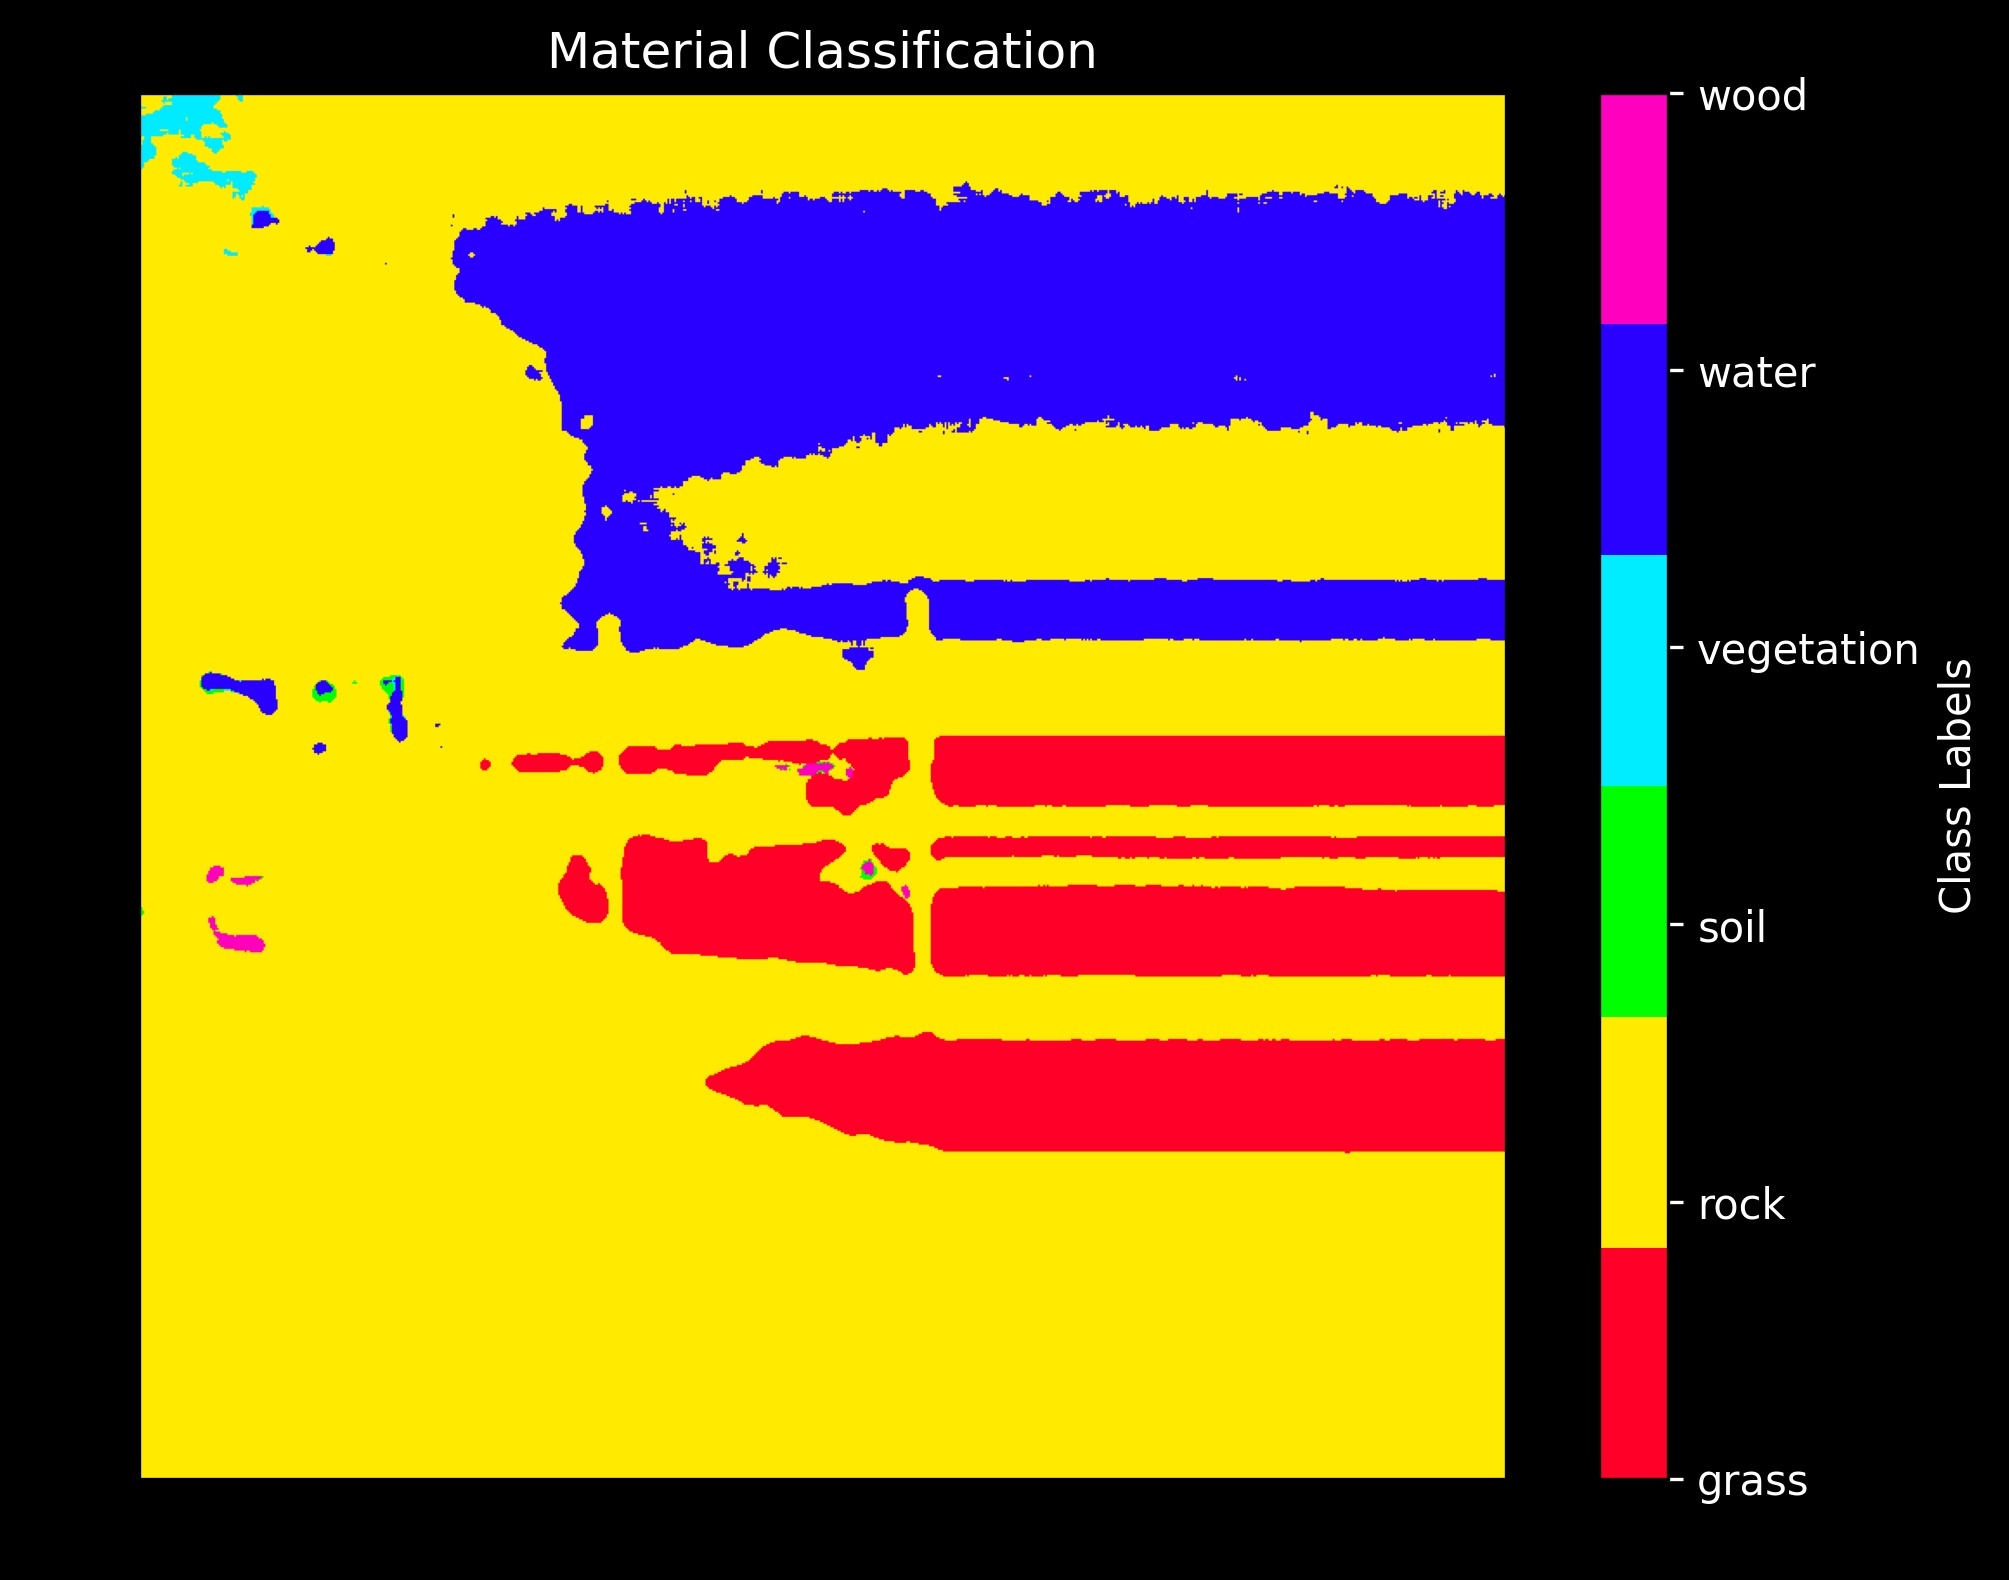 Material Classification
wood
water
vegetation
soil
rock
grass
Class Labels